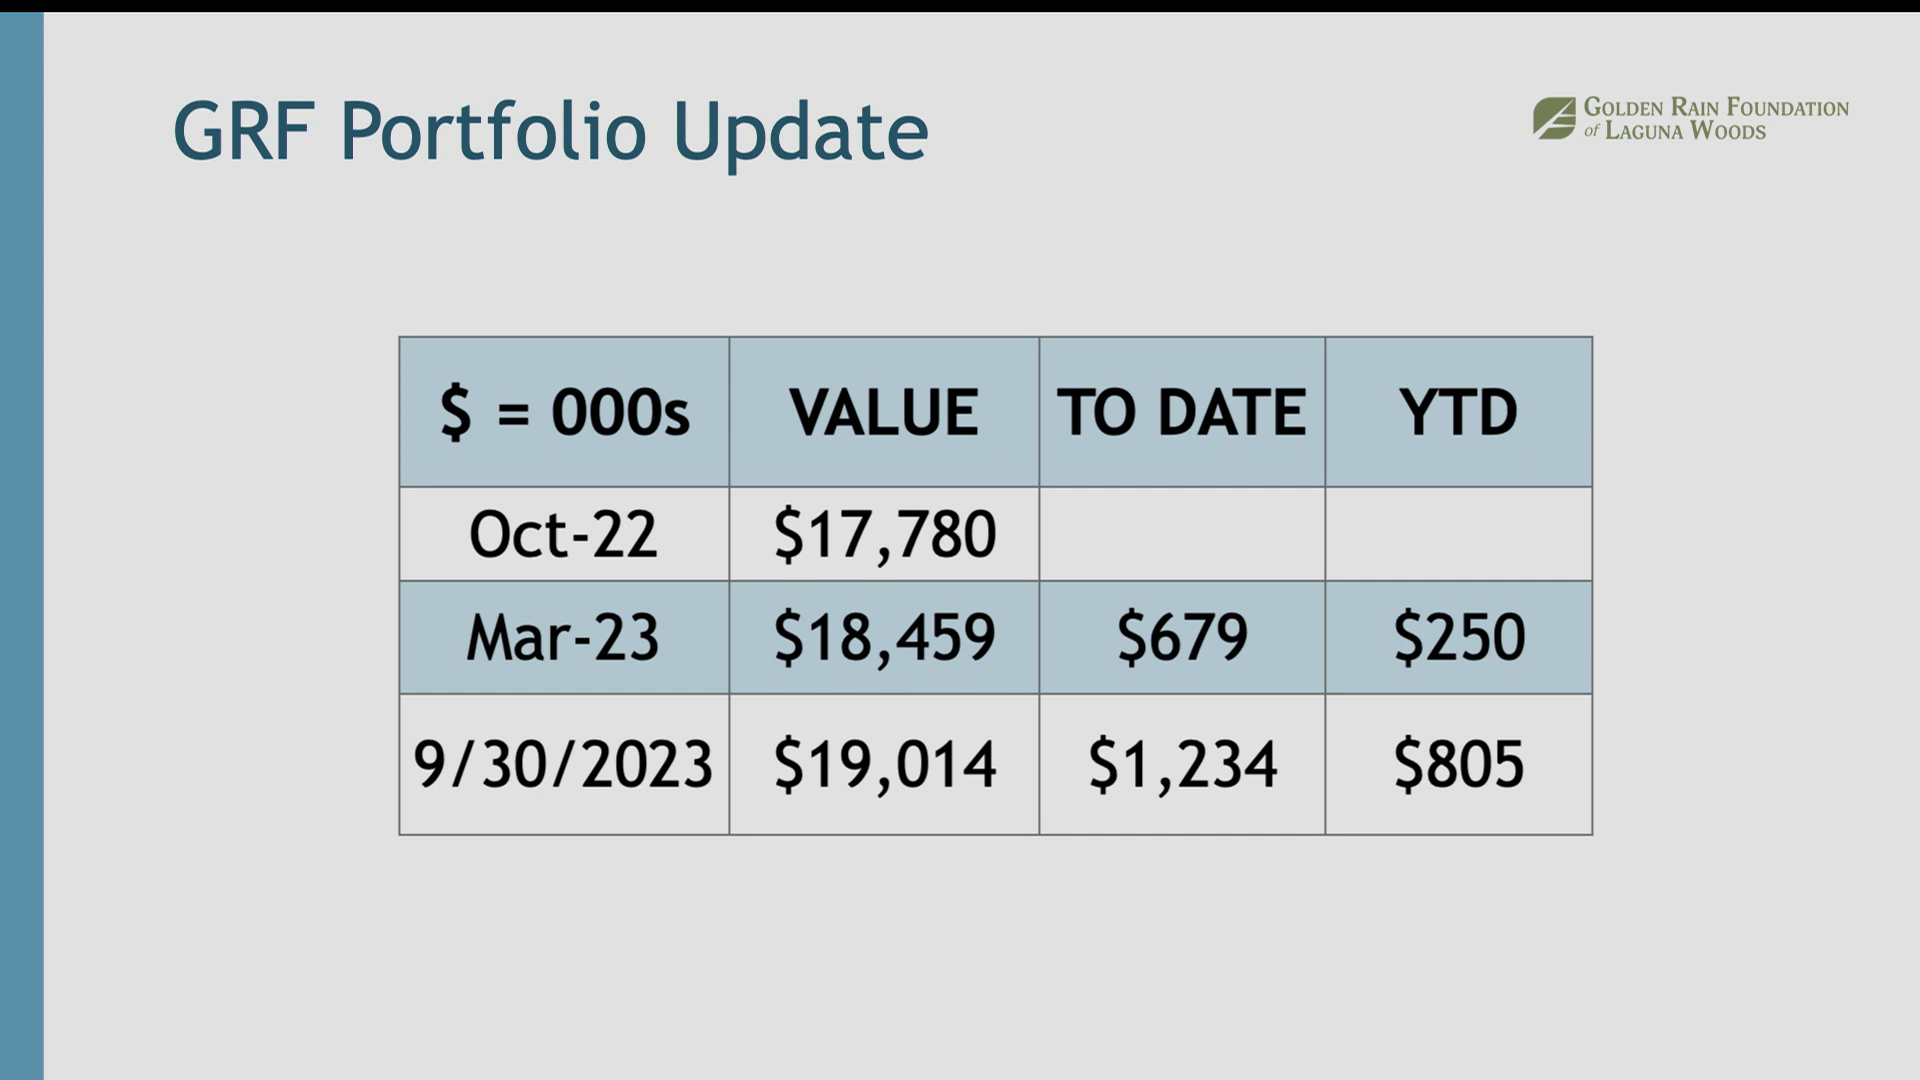 GRF Portfolio Update
GOLDEN RAIN FOUNDATION
of LAGUNA WOODS
$ = 000s VALUE TO DATE YTD
Oct-22 $17,780
Mar-23 $18,459 $679 $250
9/30/2023 $19,014 $1,234 $805